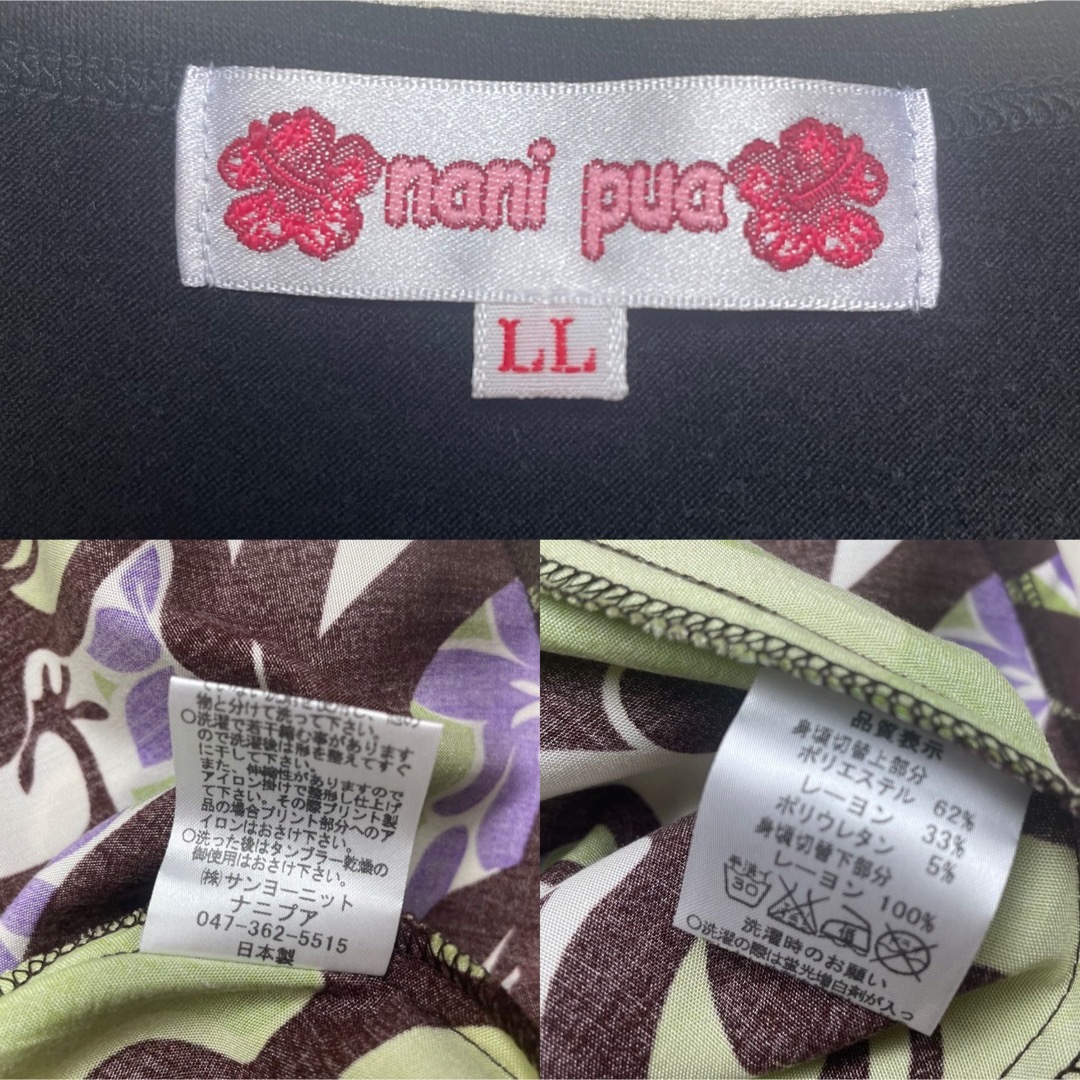 nani pua
LL
物と分けて洗って下さい。
○洗濯で若干縮む事があります
ので洗濯後は形を整えてすぐ
に干して下さい。
また、伸縮性がありますので
アイロン掛けで整形し仕上げ
て下さい。その際プリント製
品の場合プリント部分へのア
イロンはおさけ下さい。
○洗った後はタンブラー乾燥の
御使用はおさけ下さい。
㈱サンヨーニット
ナニプア
047-362-5515
日本製
品質表示
身頃切替上部分
ポリエステル 62%
レーヨン 33%
ポリウレタン 5%
身頃切替下部分
レーヨン 100%
手洗イ
30
洗濯時のお願い
○洗濯の際は蛍光増白剤が入っ